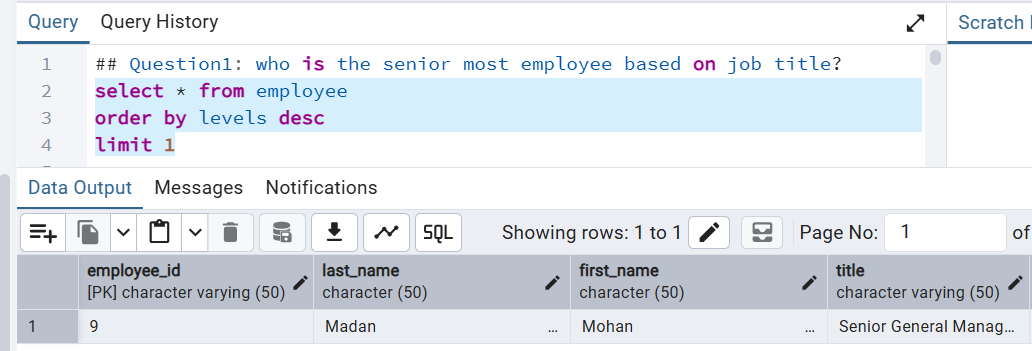 Query Query History Scratch
1 ## Question1: who is the senior most employee based on job title?
2 select * from employee
3 order by levels desc
4 limit 1
Data Output Messages Notifications
SQL Showing rows: 1 to 1 Page No: 1 of
employee_id last_name first_name title
[PK] character varying (50) character (50) character (50) character varying (50)
1 9 Madan ... Mohan ... Senior General Manag...